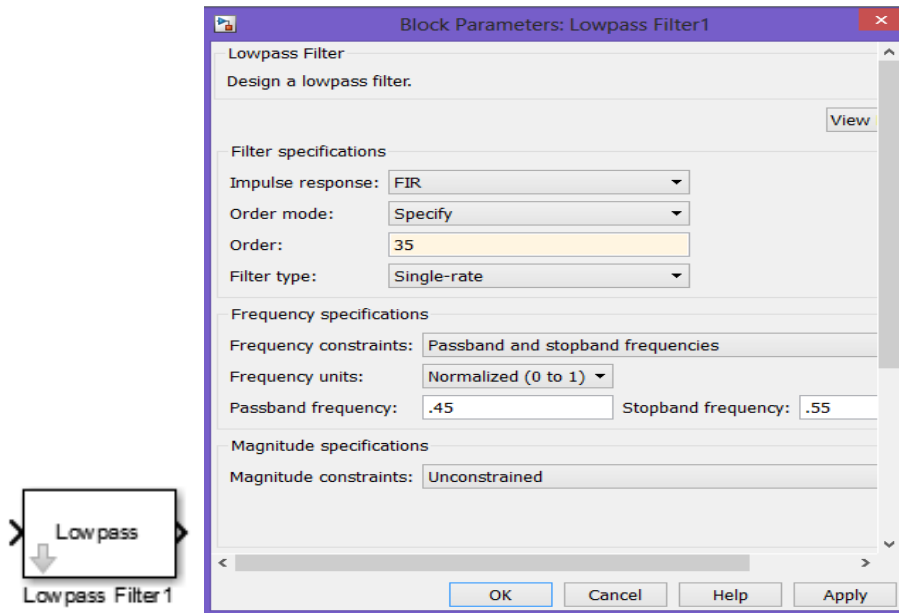 Block Parameters: Lowpass Filter1
Lowpass Filter
Design a lowpass filter.
View
Filter specifications
Impulse response: FIR
Order mode: Specify
Order: 35
Filter type: Single-rate
Frequency specifications
Frequency constraints: Passband and stopband frequencies
Frequency units: Normalized (0 to 1)
Passband frequency: .45 Stopband frequency: .55
Magnitude specifications
Magnitude constraints: Unconstrained
OK Cancel Help Apply
Lowpass
Lowpass Filter1